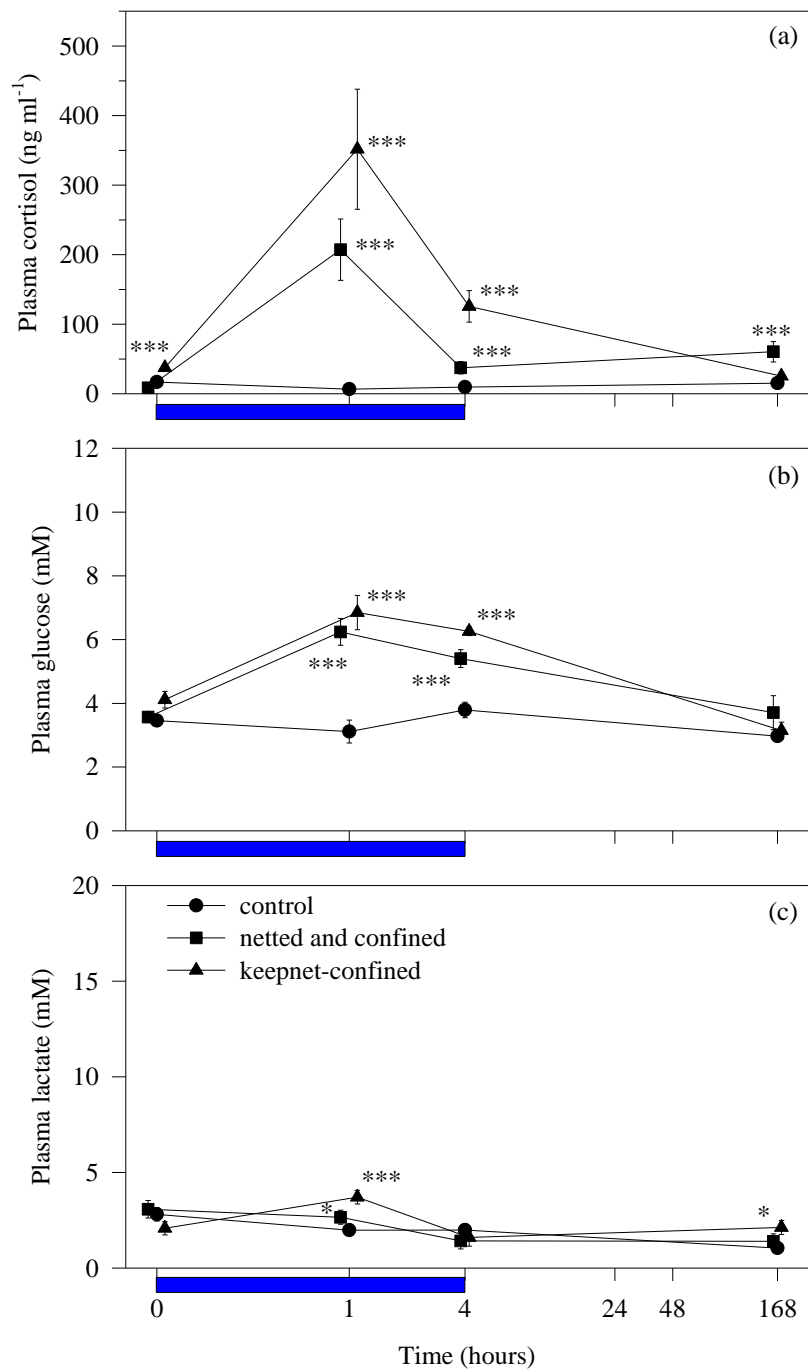 (a)
500
400
300
200
100
0
Plasma cortisol (ng ml⁻¹)
***
***
***
***
***
***
(b)
12
10
8
6
4
2
0
Plasma glucose (mM)
***
***
***
***
(c)
20
15
10
5
0
Plasma lactate (mM)
control
netted and confined
keepnet-confined
***
*
*
0 1 4 24 48 168
Time (hours)